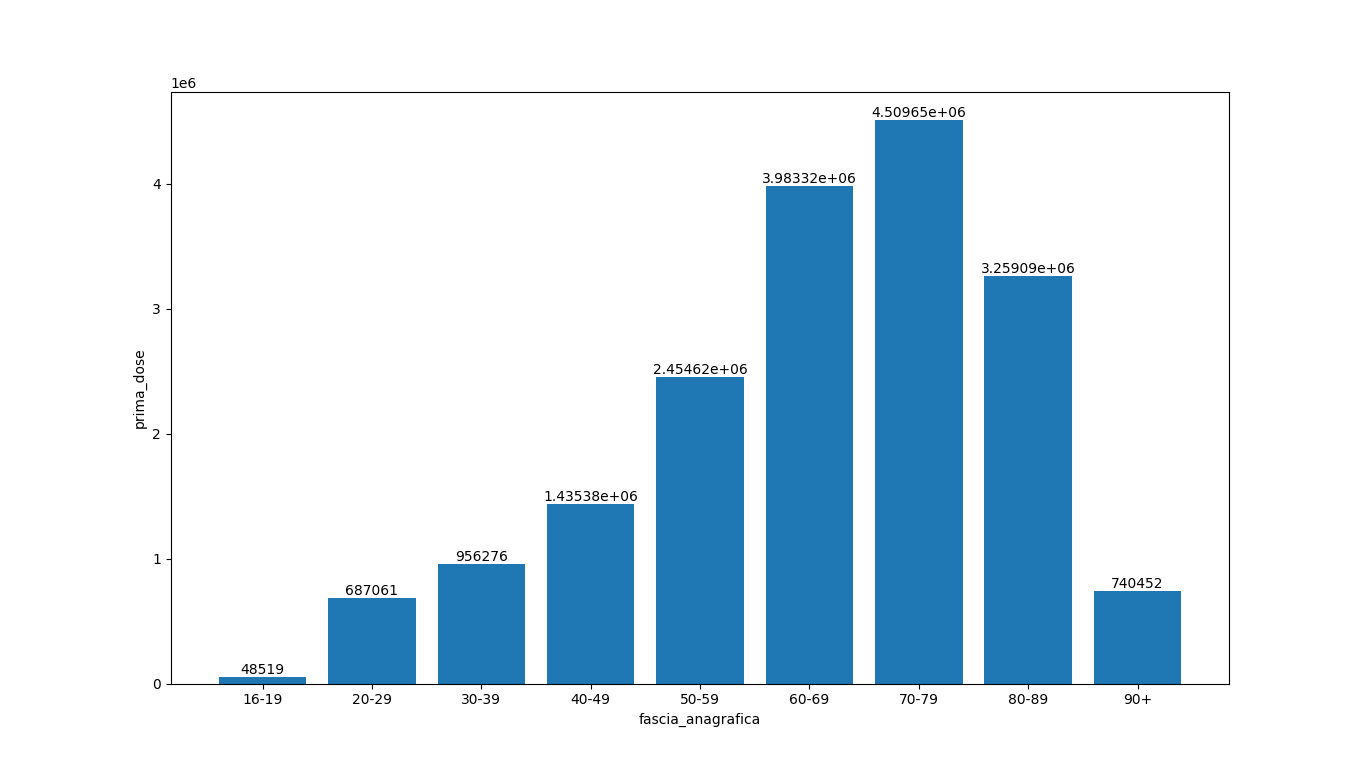 1e6
4.50965e+06
4
3.98332e+06
3.25909e+06
3
2.45462e+06
prima_dose
2
1.43538e+06
956276
1
687061
740452
48519
0
16-19 20-29 30-39 40-49 50-59 60-69 70-79 80-89 90+
fascia_anagrafica